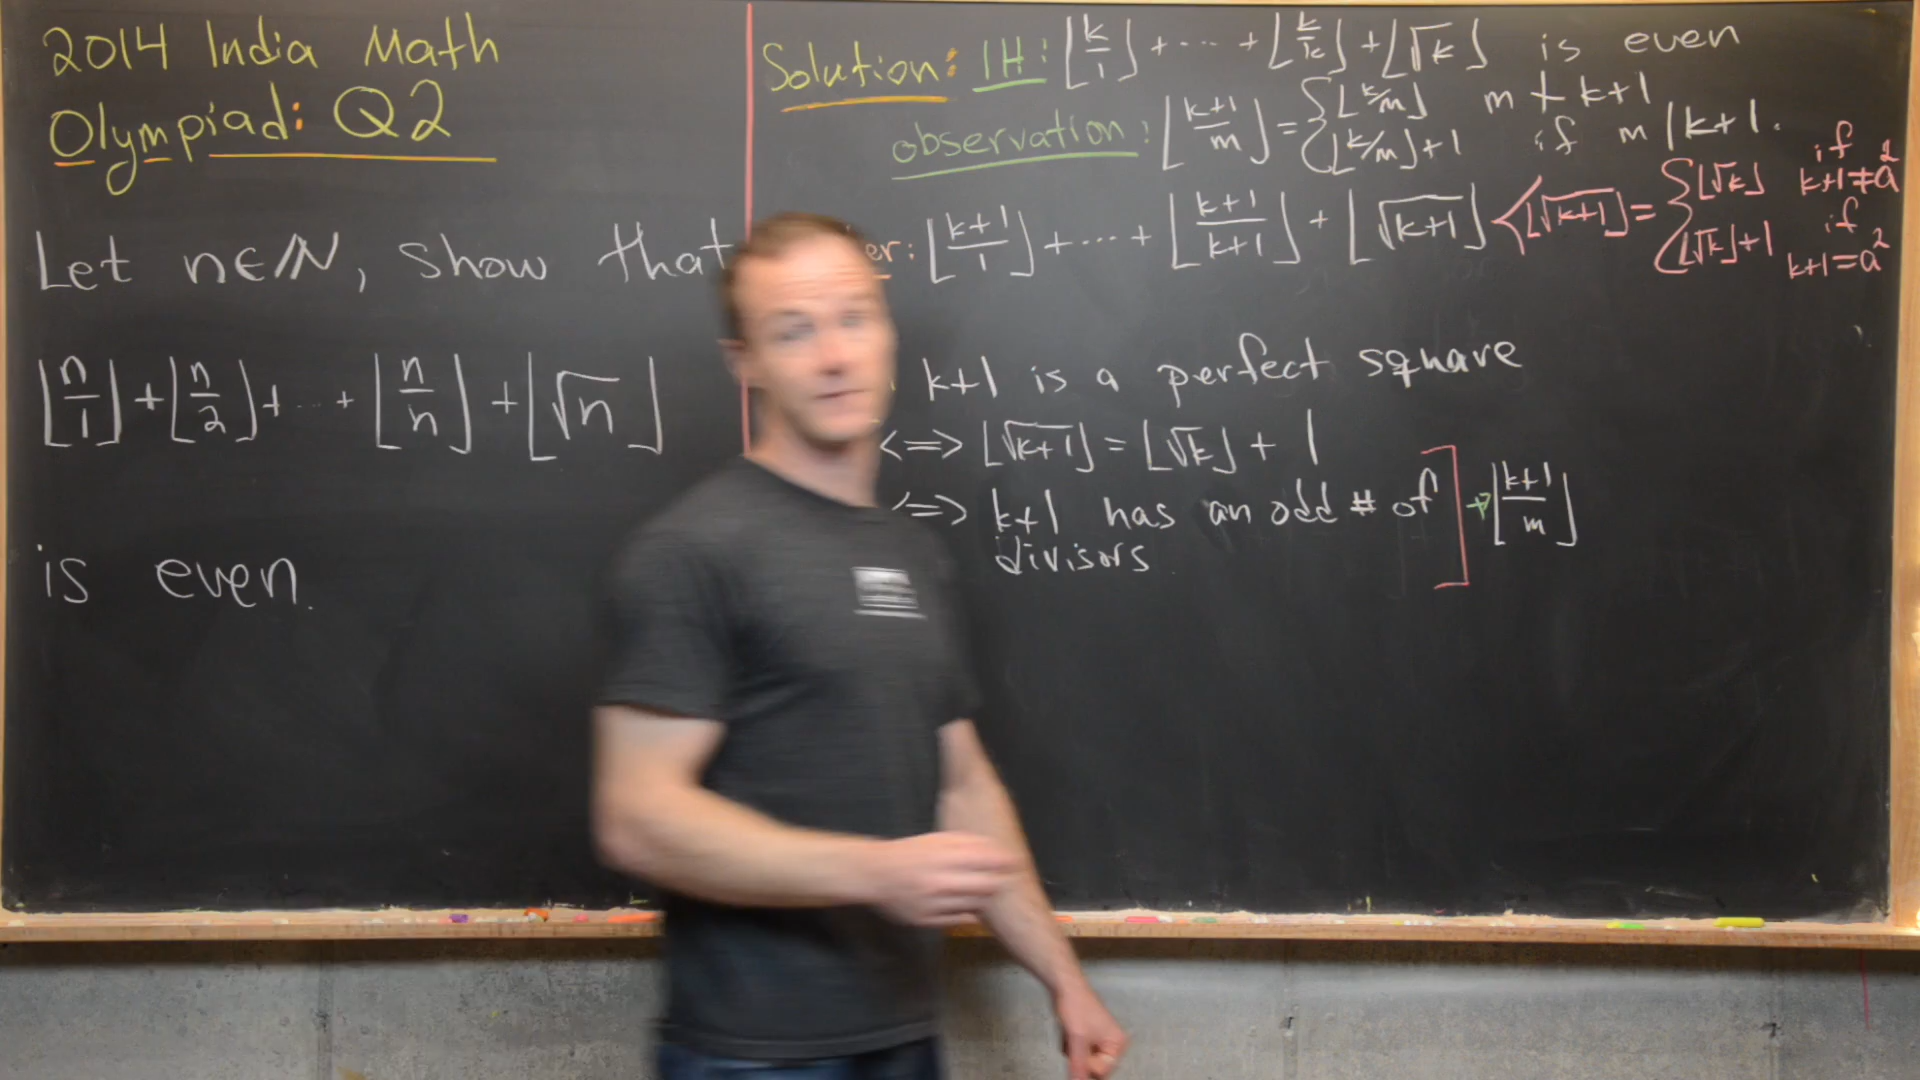 2014 India Math
Olympiad: Q2
Let n∈ℕ, show that
⌊n/1⌋+⌊n/2⌋+...+⌊n/n⌋+⌊√n⌋
is even.
Solution: IH: ⌊k/1⌋+···+⌊k/k⌋+⌊√k⌋ is even
observation: ⌊(k+1)/m⌋={⌊k/m⌋ m∤k+1
⌊k/m⌋+1 if m|k+1.
er: ⌊(k+1)/1⌋+···+⌊(k+1)/(k+1)⌋+⌊√(k+1)⌋
⌊√(k+1)⌋={⌊√k⌋ if k+1≠a²
⌊√k⌋+1 if k+1=a²
k+1 is a perfect square
<=> ⌊√(k+1)⌋=⌊√k⌋+1
<=> k+1 has an odd # of
divisors
] → ⌊(k+1)/m⌋